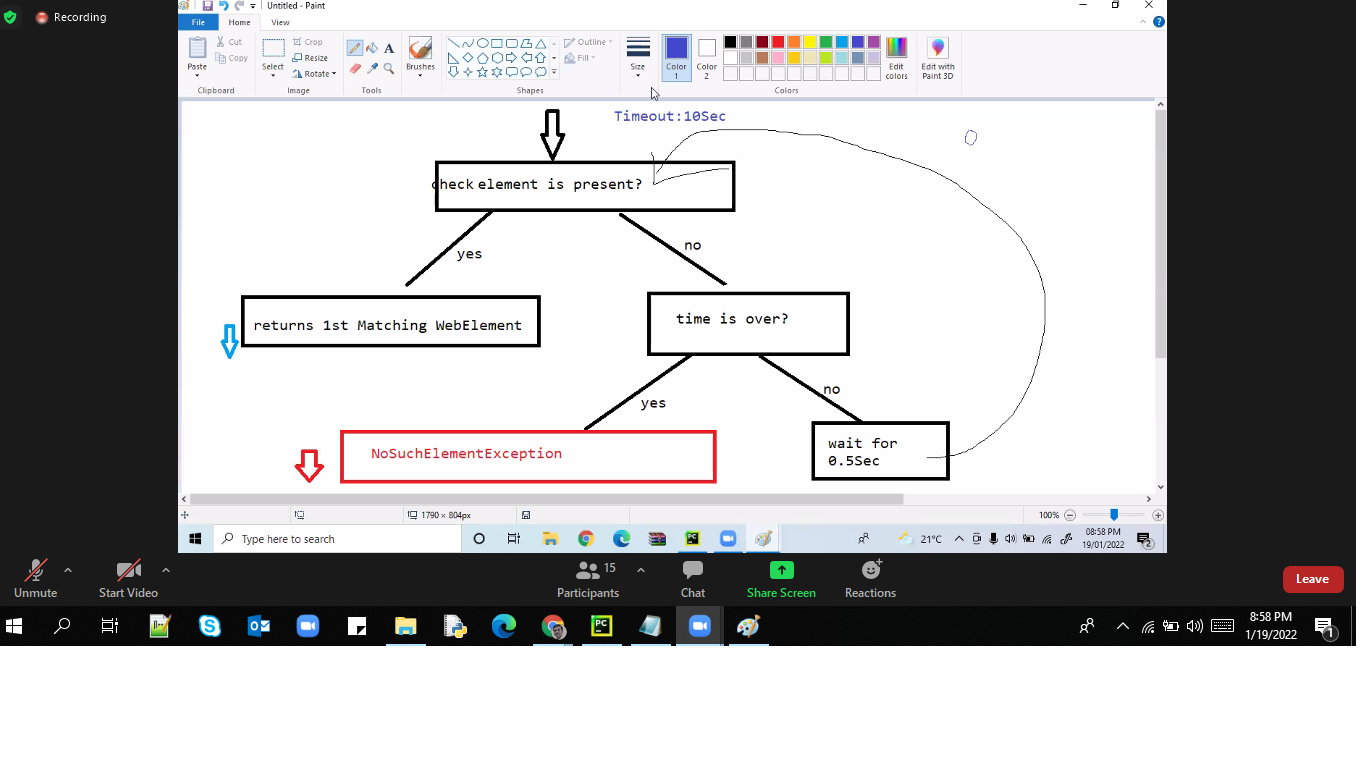 Recording
Untitled - Paint
File Home View
Paste
Cut
Copy
Clipboard
Select
Crop
Resize
Rotate
Image
A
Tools
Brushes
Outline
Fill
Shapes
Size
Color 1
Color 2
Edit colors
Colors
Edit with Paint 3D
Timeout:10Sec
check element is present?
yes
no
returns 1st Matching WebElement
time is over?
yes
no
NoSuchElementException
wait for
0.5Sec
1790 × 804px
100%
Type here to search
PC
21°C
08:58 PM
19/01/2022
2
Unmute
Start Video
Participants 15
Chat
Share Screen
Reactions
Leave
PC
8:58 PM
1/19/2022
1